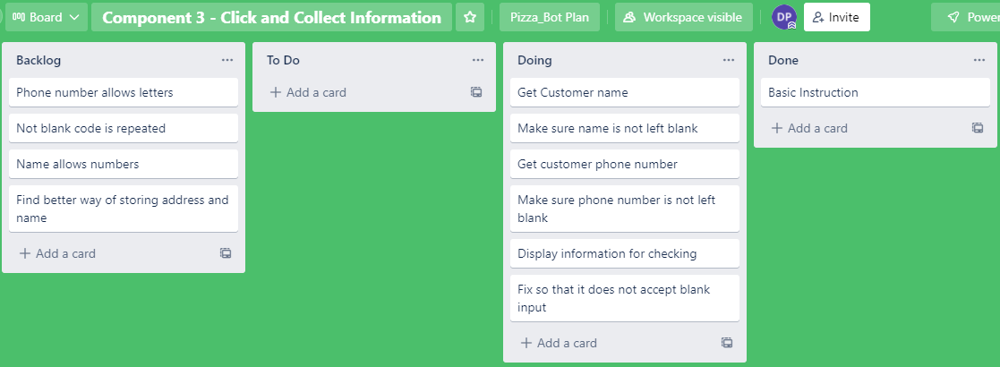 Board
Component 3 - Click and Collect Information
Pizza_Bot Plan
Workspace visible
DP
Invite
Power
Backlog
Phone number allows letters
Not blank code is repeated
Name allows numbers
Find better way of storing address and
name
+ Add a card
To Do
+ Add a card
Doing
Get Customer name
Make sure name is not left blank
Get customer phone number
Make sure phone number is not left
blank
Display information for checking
Fix so that it does not accept blank
input
+ Add a card
Done
Basic Instruction
+ Add a card